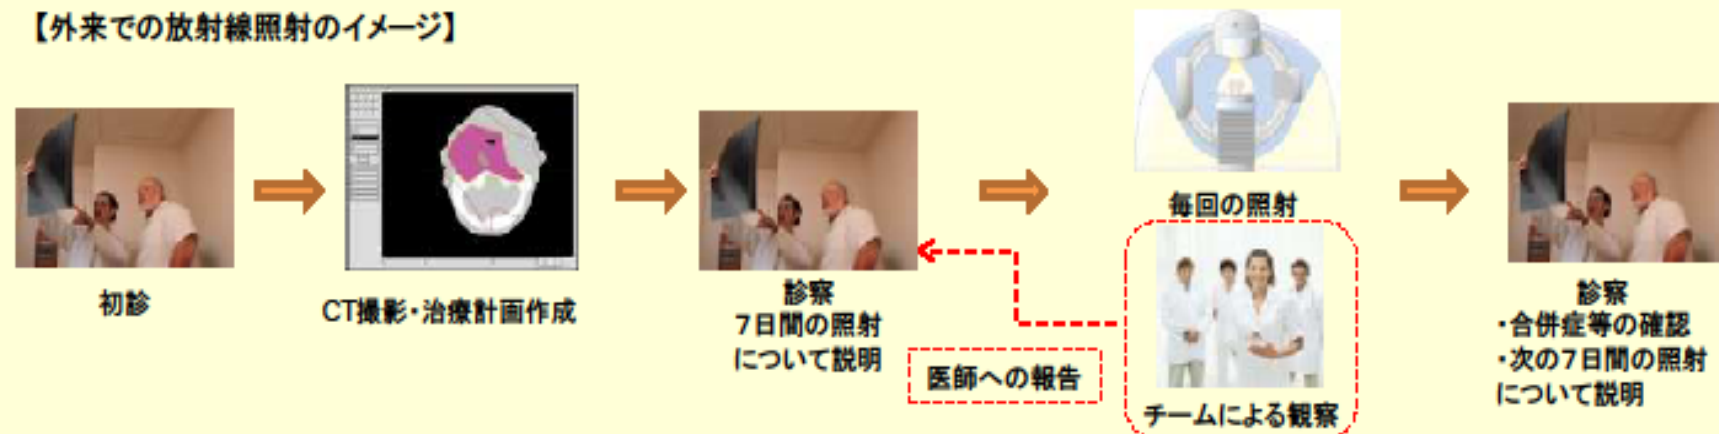 【外来での放射線照射のイメージ】
初診
CT撮影・治療計画作成
診察
7日間の照射
について説明
毎回の照射
医師への報告
チームによる観察
診察
・合併症等の確認
・次の7日間の照射
について説明